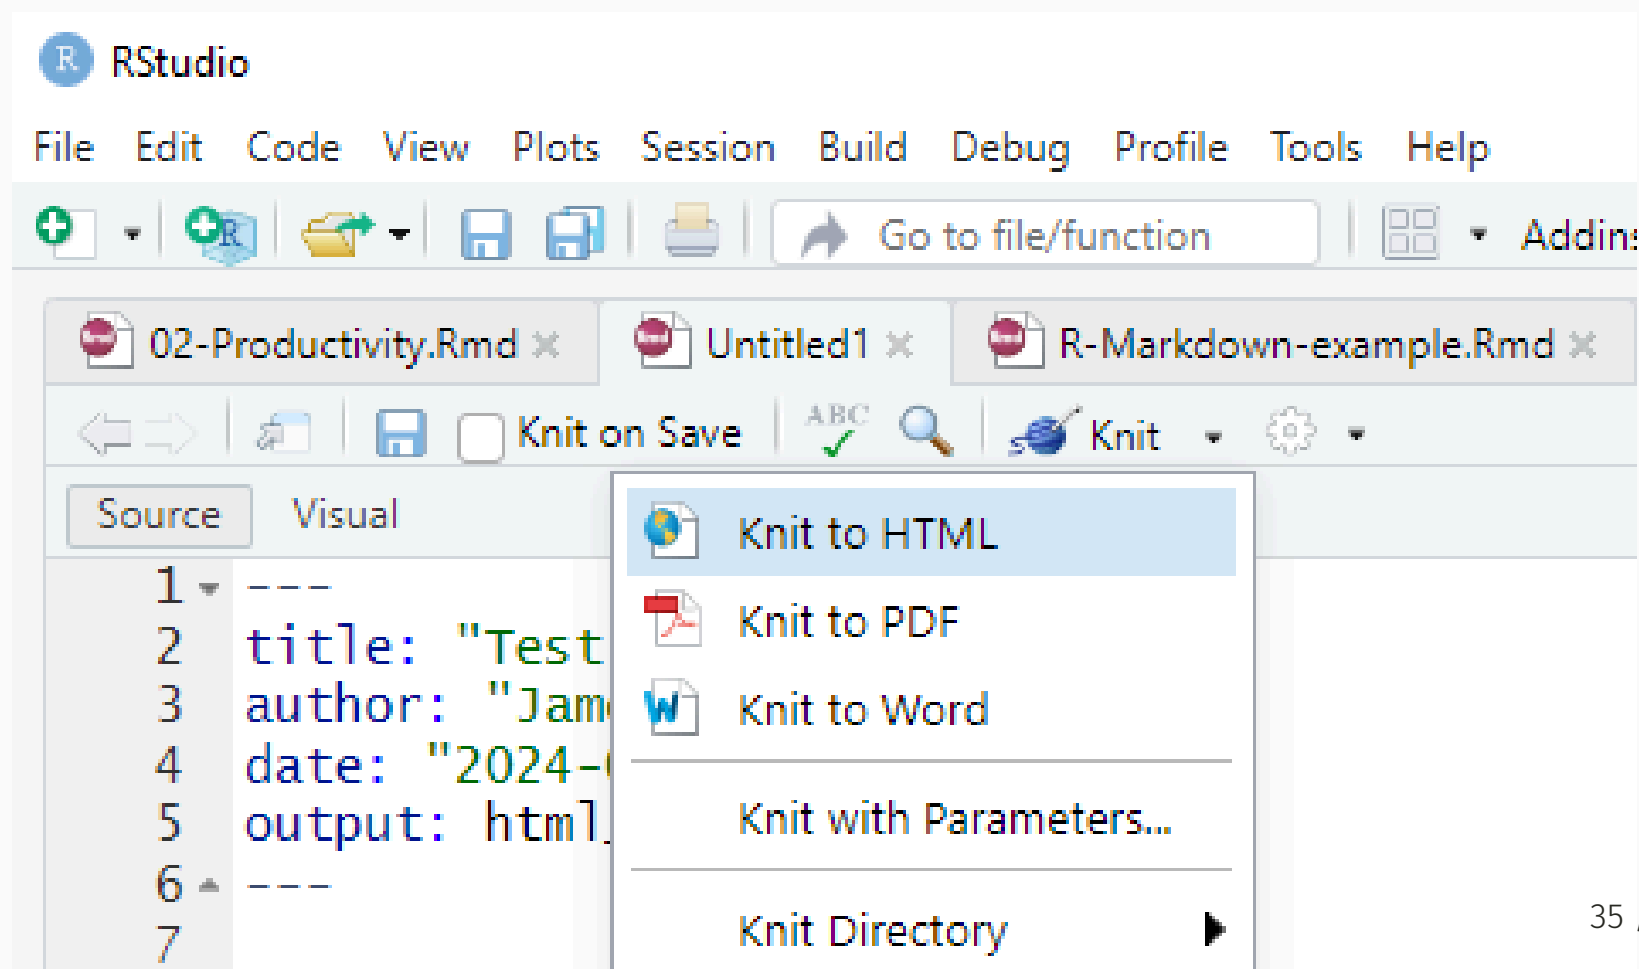 R RStudio
File Edit Code View Plots Session Build Debug Profile Tools Help
R Go to file/function
02-Productivity.Rmd Untitled1 R-Markdown-example.Rmd
Knit on Save ABC Knit
Source Visual
Knit to HTML
Knit to PDF
W Knit to Word
Knit with Parameters...
Knit Directory
1 ---
2 title: "Test
3 author:
4 date: "2024-
5 output: html_
6 ---
7
35